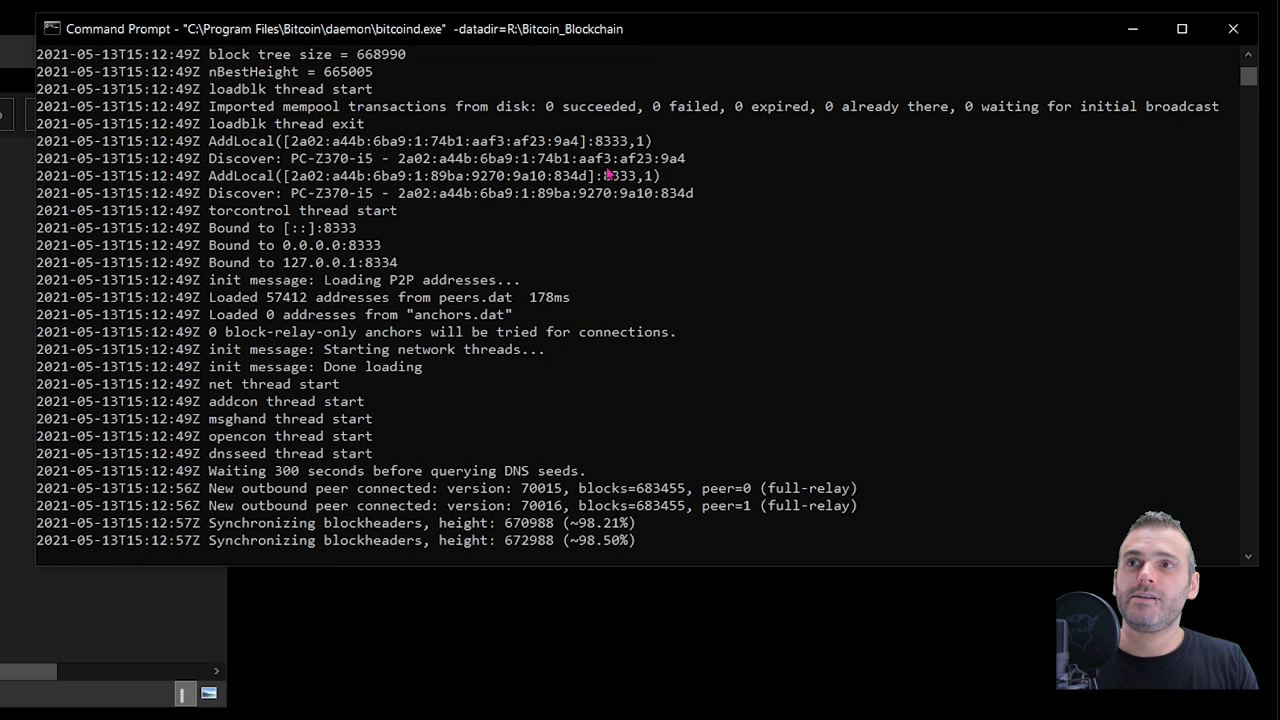 Command Prompt - "C:\Program Files\Bitcoin\daemon\bitcoind.exe" -datadir=R:\Bitcoin_Blockchain
2021-05-13T15:12:49Z block tree size = 668990
2021-05-13T15:12:49Z nBestHeight = 665005
2021-05-13T15:12:49Z loadblk thread start
2021-05-13T15:12:49Z Imported mempool transactions from disk: 0 succeeded, 0 failed, 0 expired, 0 already there, 0 waiting for initial broadcast
2021-05-13T15:12:49Z loadblk thread exit
2021-05-13T15:12:49Z AddLocal([2a02:a44b:6ba9:1:74b1:aaf3:af23:9a4]:8333,1)
2021-05-13T15:12:49Z Discover: PC-Z370-i5 - 2a02:a44b:6ba9:1:74b1:aaf3:af23:9a4
2021-05-13T15:12:49Z AddLocal([2a02:a44b:6ba9:1:89ba:9270:9a10:834d]:8333,1)
2021-05-13T15:12:49Z Discover: PC-Z370-i5 - 2a02:a44b:6ba9:1:89ba:9270:9a10:834d
2021-05-13T15:12:49Z torcontrol thread start
2021-05-13T15:12:49Z Bound to [::]:8333
2021-05-13T15:12:49Z Bound to 0.0.0.0:8333
2021-05-13T15:12:49Z Bound to 127.0.0.1:8334
2021-05-13T15:12:49Z init message: Loading P2P addresses...
2021-05-13T15:12:49Z Loaded 57412 addresses from peers.dat  178ms
2021-05-13T15:12:49Z Loaded 0 addresses from "anchors.dat"
2021-05-13T15:12:49Z 0 block-relay-only anchors will be tried for connections.
2021-05-13T15:12:49Z init message: Starting network threads...
2021-05-13T15:12:49Z init message: Done loading
2021-05-13T15:12:49Z net thread start
2021-05-13T15:12:49Z addcon thread start
2021-05-13T15:12:49Z msghand thread start
2021-05-13T15:12:49Z opencon thread start
2021-05-13T15:12:49Z dnsseed thread start
2021-05-13T15:12:49Z Waiting 300 seconds before querying DNS seeds.
2021-05-13T15:12:56Z New outbound peer connected: version: 70015, blocks=683455, peer=0 (full-relay)
2021-05-13T15:12:56Z New outbound peer connected: version: 70016, blocks=683455, peer=1 (full-relay)
2021-05-13T15:12:57Z Synchronizing blockheaders, height: 670988 (~98.21%)
2021-05-13T15:12:57Z Synchronizing blockheaders, height: 672988 (~98.50%)